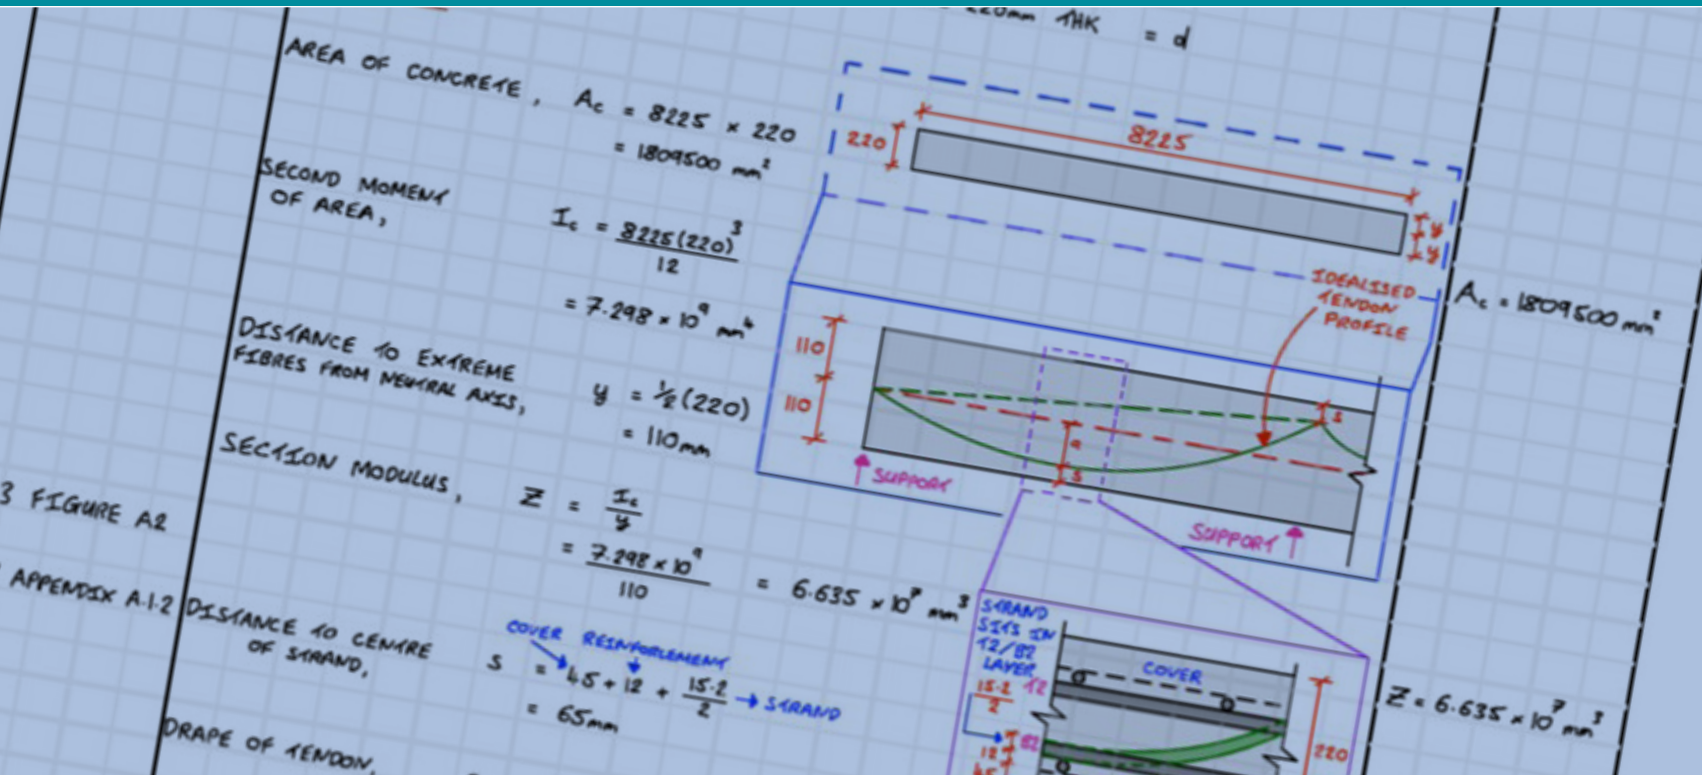 220mm THK = d
AREA OF CONCRETE, Ac = 8225 × 220
= 1809500 mm²
Ac = 1809500 mm²
SECOND MOMENT
OF AREA,
Ic = 8225(220)³
12
= 7.298 × 10⁹ mm⁴
DISTANCE TO EXTREME
FIBRES FROM NEUTRAL AXIS,
y = ½(220)
= 110mm
SECTION MODULUS, Z = Ic
y
= 7.298 × 10⁹
110
= 6.635 × 10⁷ mm³
Z = 6.635 × 10⁷ mm³
3 FIGURE A2
APPENDIX A.1.2
DISTANCE TO CENTRE
OF STRAND,
COVER REINFORCEMENT
S = 45 + 12 + 15.2
2
STRAND
= 65mm
DRAPE OF TENDON,
220
8225
y
y
IDEALISED
TENDON
PROFILE
110
110
S
a
S
SUPPORT
SUPPORT
STRAND
SITS IN
T2/B2
LAYER
15.2
2
T2
COVER
B2
12
45
220